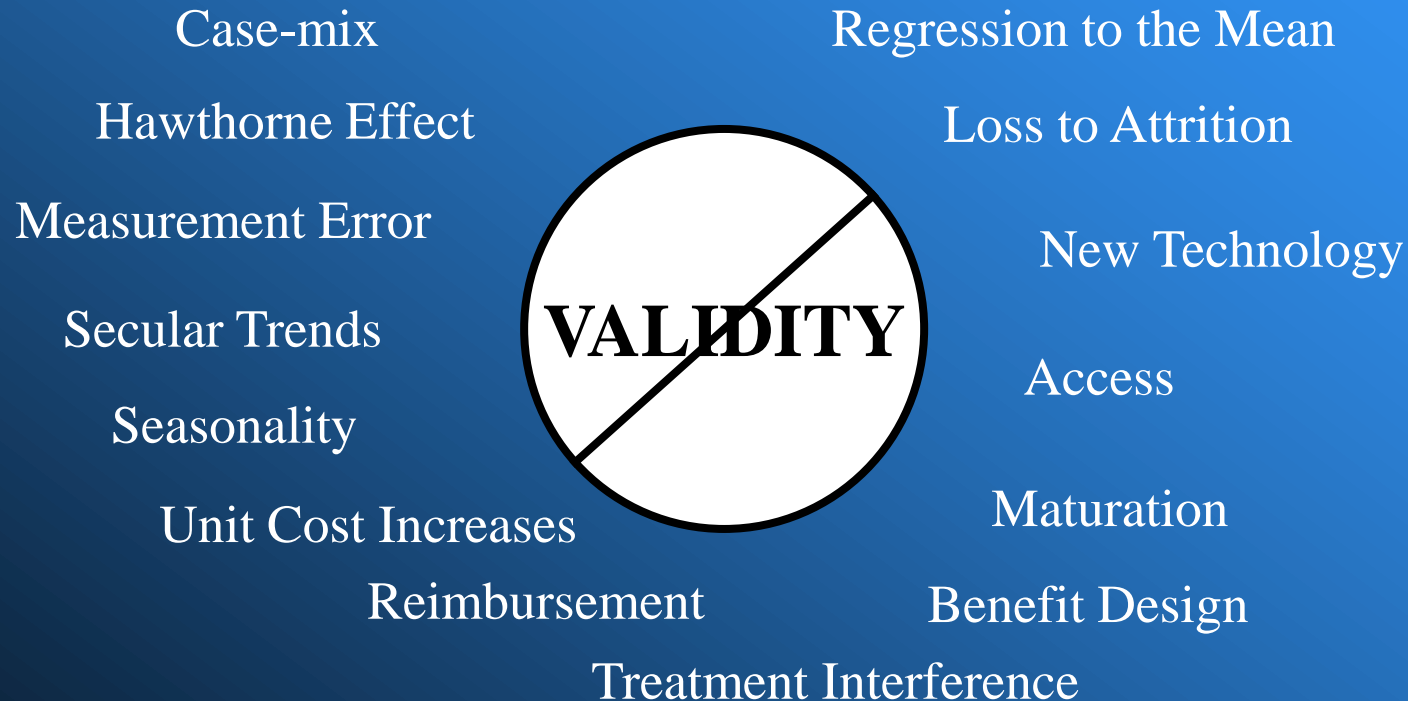 Case-mix
Regression to the Mean
Hawthorne Effect
Loss to Attrition
Measurement Error
New Technology
Secular Trends
VALIDITY
Access
Seasonality
Maturation
Unit Cost Increases
Reimbursement
Benefit Design
Treatment Interference